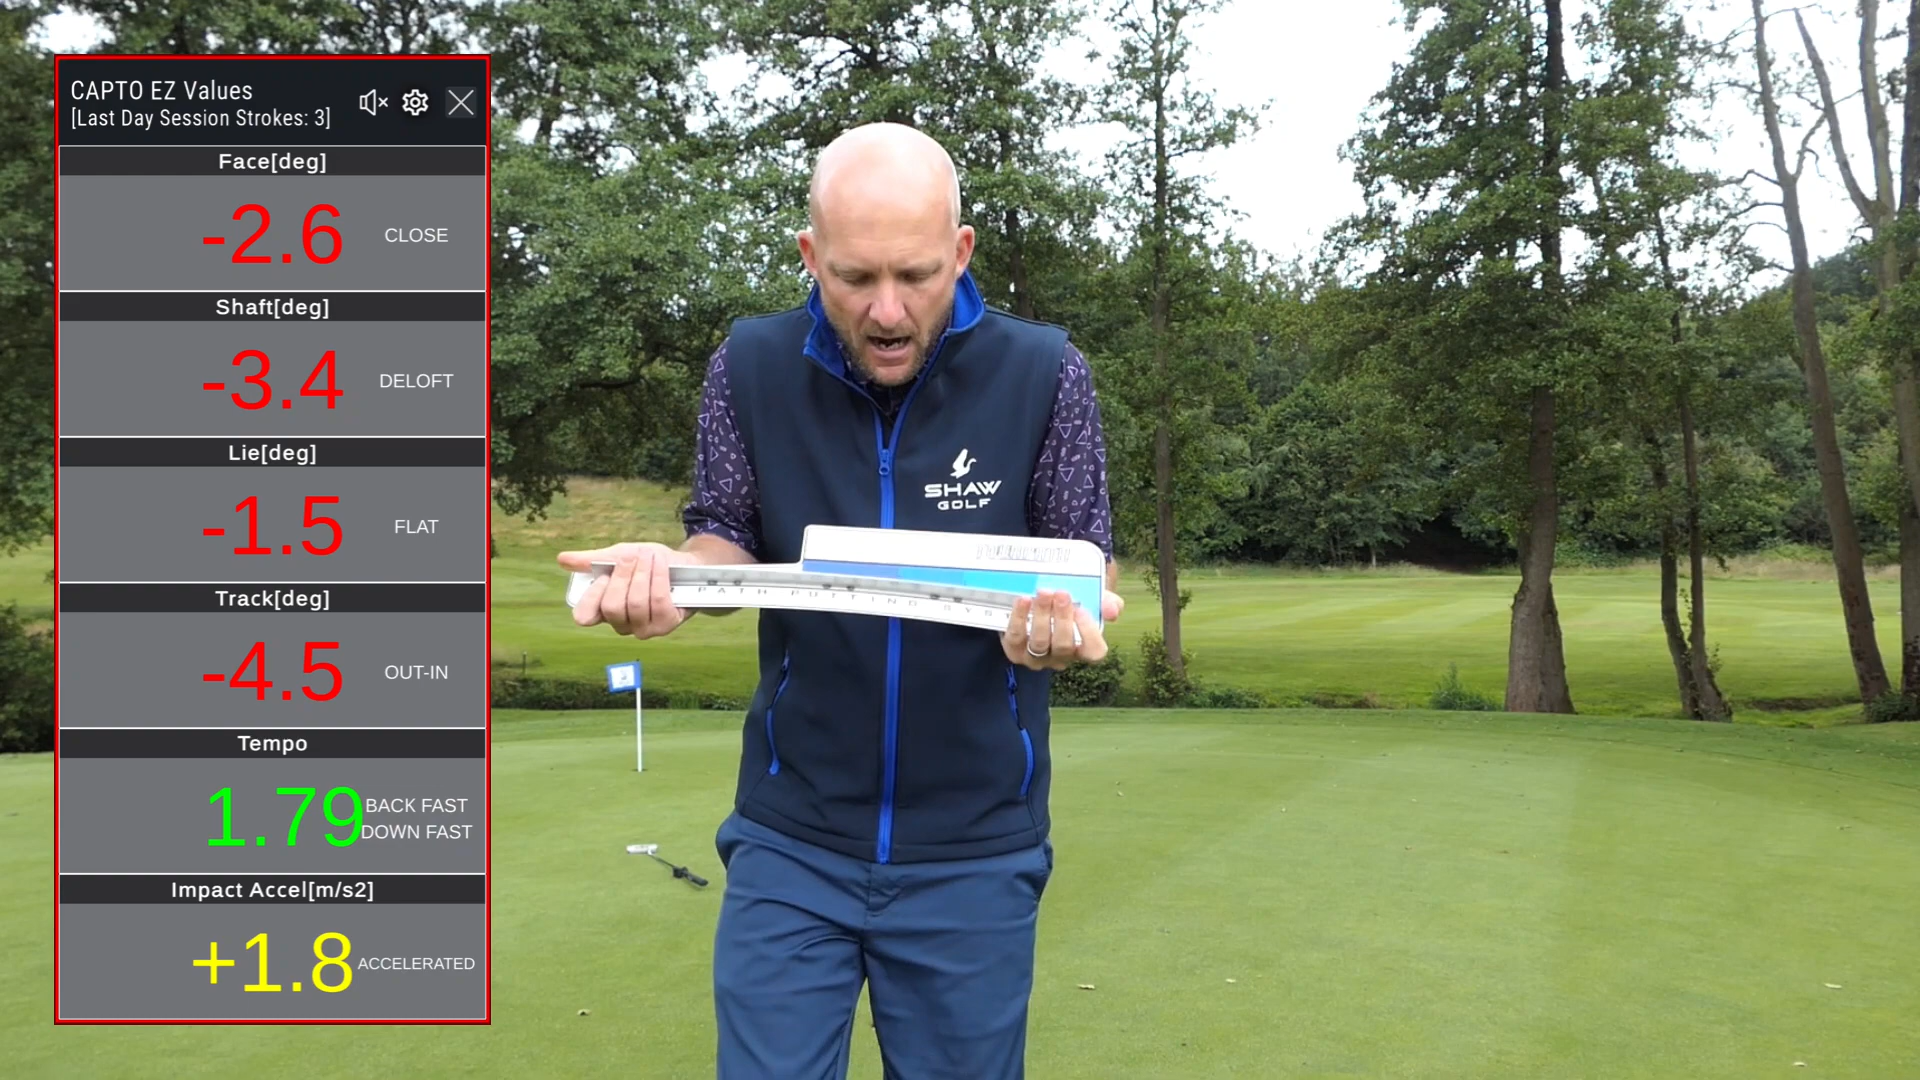 CAPTO EZ Values
[Last Day Session Strokes: 3]
Face[deg]
-2.6 CLOSE
Shaft[deg]
-3.4 DELOFT
Lie[deg]
-1.5 FLAT
Track[deg]
-4.5 OUT-IN
Tempo
1.79 BACK FAST
DOWN FAST
Impact Accel[m/s2]
+1.8 ACCELERATED
SHAW
GOLF
PATH PUTTING